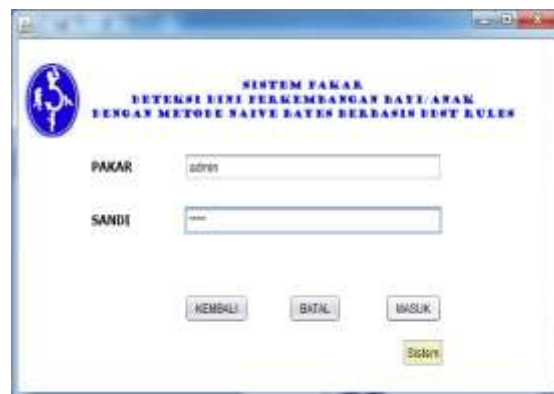 SISTEM PAKAR
DETEKSI DINI PERKEMBANGAN BAYI/ANAK
DENGAN METODE NAIVE BAYES BERBASIS DDST RULES
PAKAR
admin
SANDI
****
KEMBALI
BATAL
MASUK
Sistem